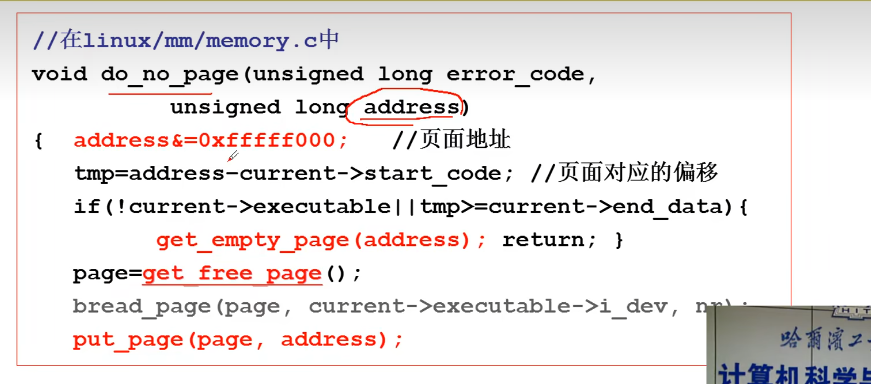 //在linux/mm/memory.c中
void do_no_page(unsigned long error_code,
unsigned long address)
{ address&=0xfffff000; //页面地址
tmp=address-current->start_code; //页面对应的偏移
if(!current->executable||tmp>=current->end_data){
get_empty_page(address); return; }
page=get_free_page();
bread_page(page, current->executable->i_dev, nr);
put_page(page, address);
哈爾濱工
计算机科学与